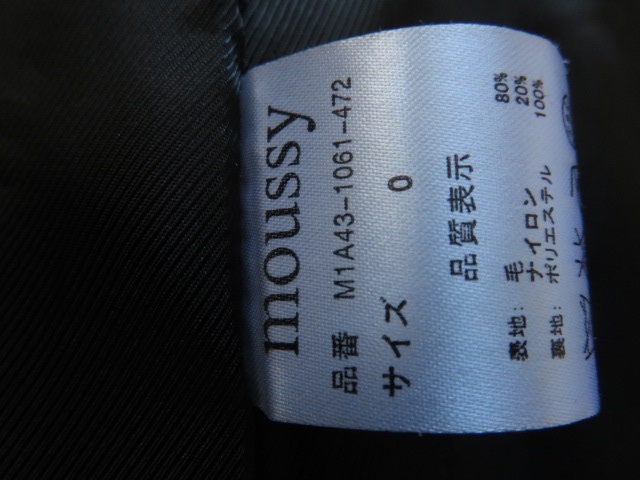 moussy
品番 M1A43-1061-472
サイズ 0
品質表示
表地: 毛 80%
ナイロン 20%
裏地: ポリエステル 100%